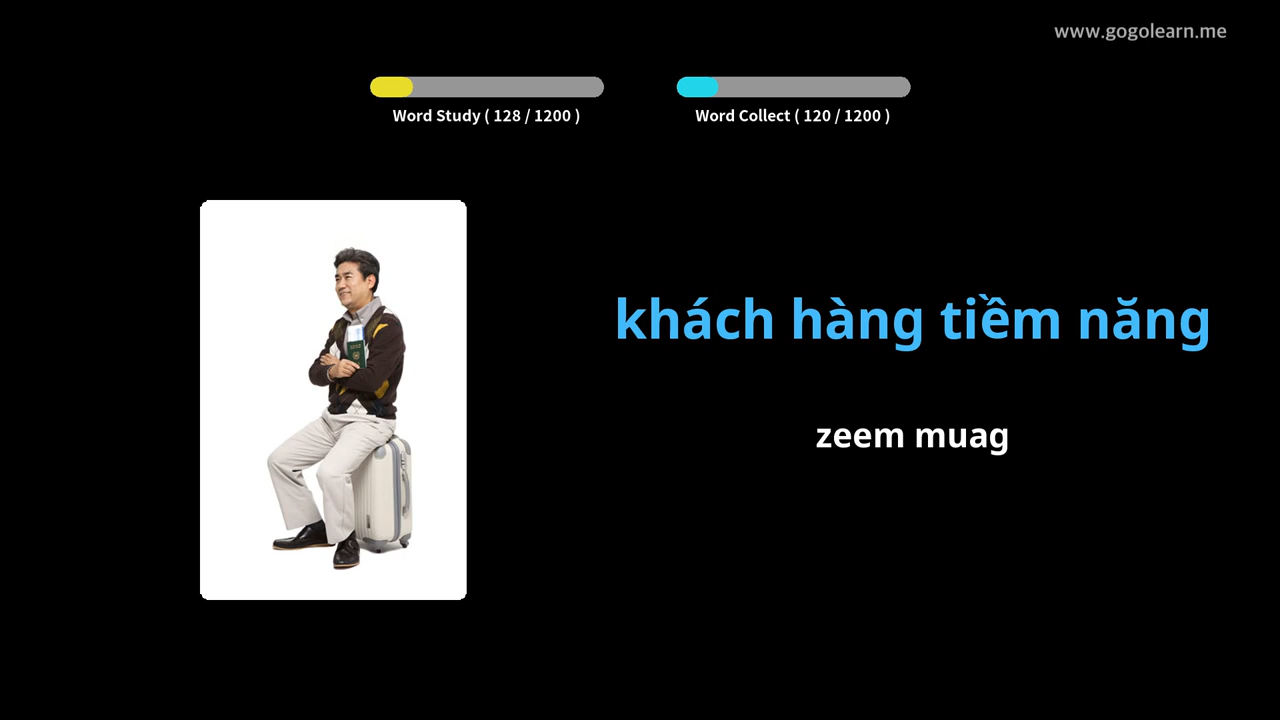 www.gogolearn.me
Word Study ( 128 / 1200 )
Word Collect ( 120 / 1200 )
khách hàng tiềm năng
zeem muag